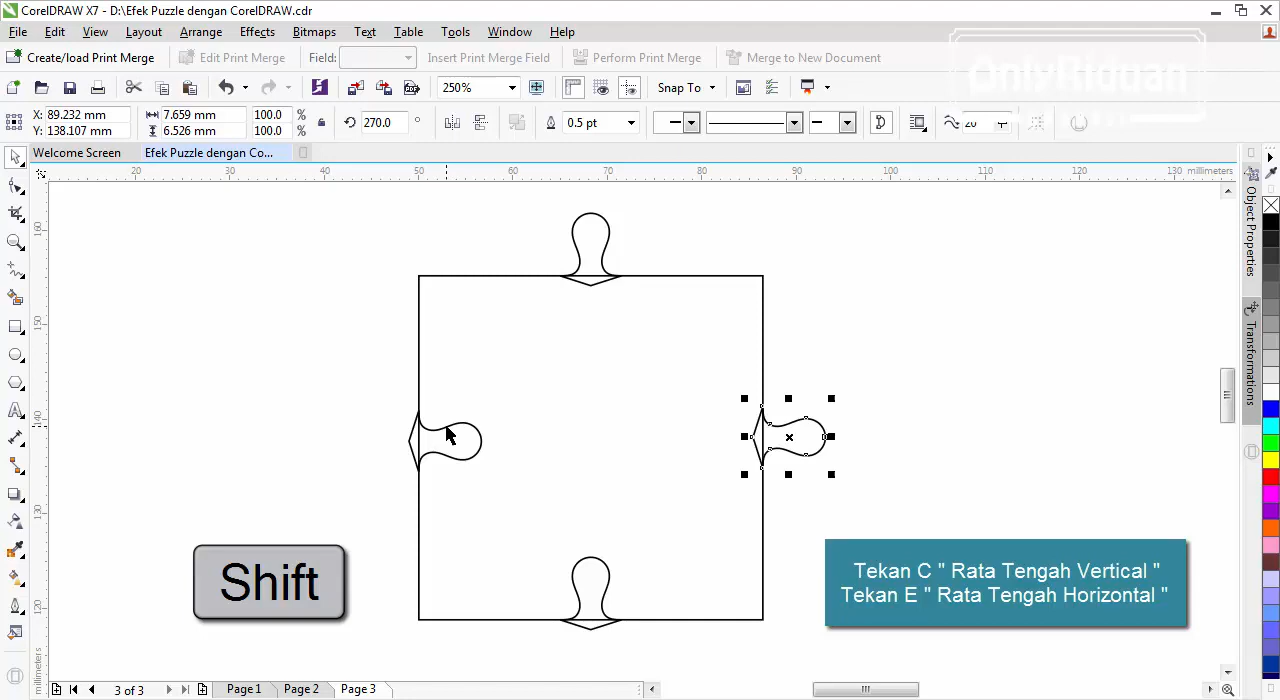 CorelDRAW X7 - D:\Efek Puzzle dengan CorelDRAW.cdr
File Edit View Layout Arrange Effects Bitmaps Text Table Tools Window Help
Create/load Print Merge Edit Print Merge Field: Insert Print Merge Field Perform Print Merge Merge to New Document
OnlyRiduan
250% Snap To
X: 89.232 mm 7.659 mm 100.0 %
Y: 138.107 mm 6.526 mm 100.0 % 270.0 ° 0.5 pt 20
Welcome Screen Efek Puzzle dengan Co...
20 30 40 50 60 70 80 90 100 110 120 130 millimeters
160
150
140
130
120
millimeters
Object Properties
Transformations
Shift
Tekan C " Rata Tengah Vertical "
Tekan E " Rata Tengah Horizontal "
3 of 3 Page 1 Page 2 Page 3